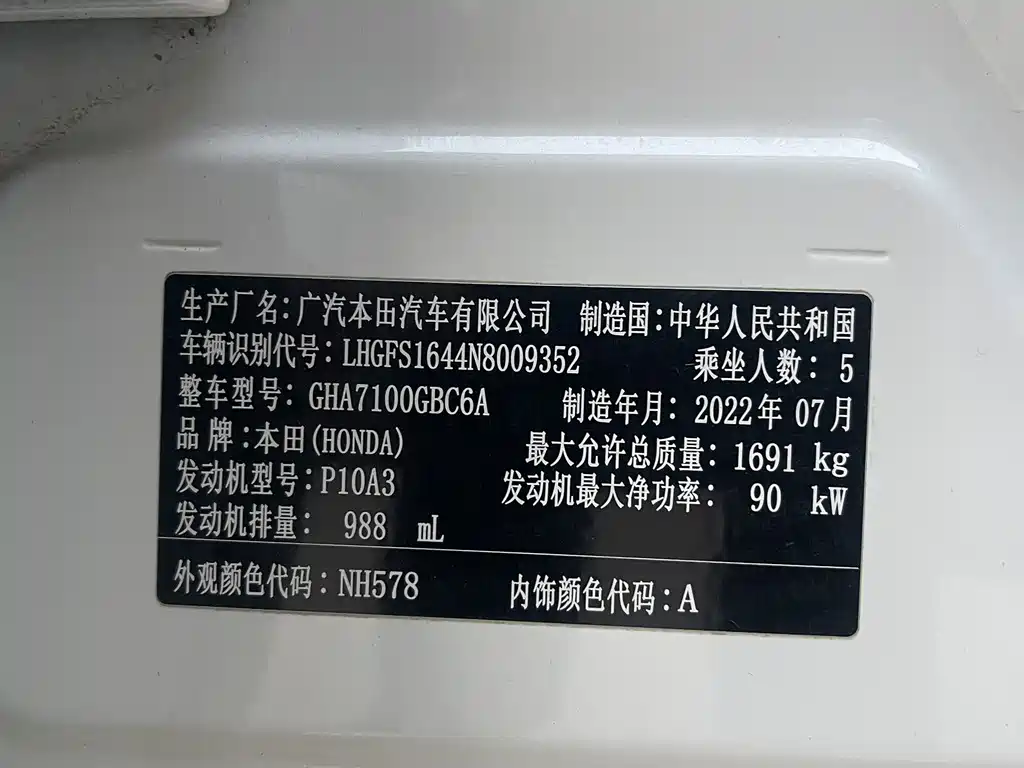 生产厂名:广汽本田汽车有限公司 制造国:中华人民共和国
车辆识别代号:LHGFS1644N8009352 乘坐人数:5
整车型号:GHA7100GBC6A 制造年月:2022年07月
品牌:本田(HONDA) 最大允许总质量:1691 kg
发动机型号:P10A3 发动机最大净功率:90 kW
发动机排量:988 mL
外观颜色代码:NH578 内饰颜色代码:A